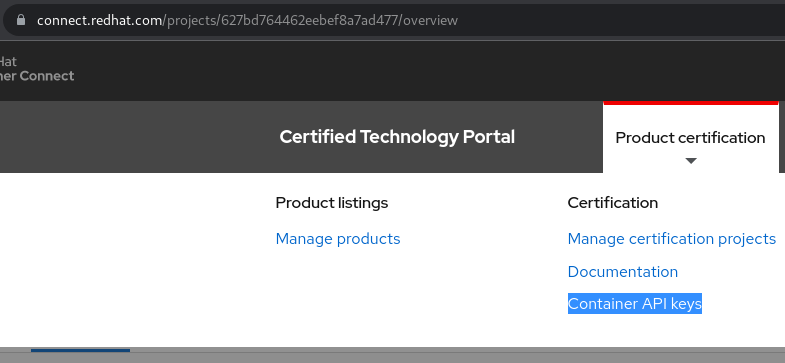 connect.redhat.com/projects/627bd764462eebef8a7ad477/overview
Hat
ner Connect
Certified Technology Portal
Product certification
Product listings
Certification
Manage products
Manage certification projects
Documentation
Container API keys